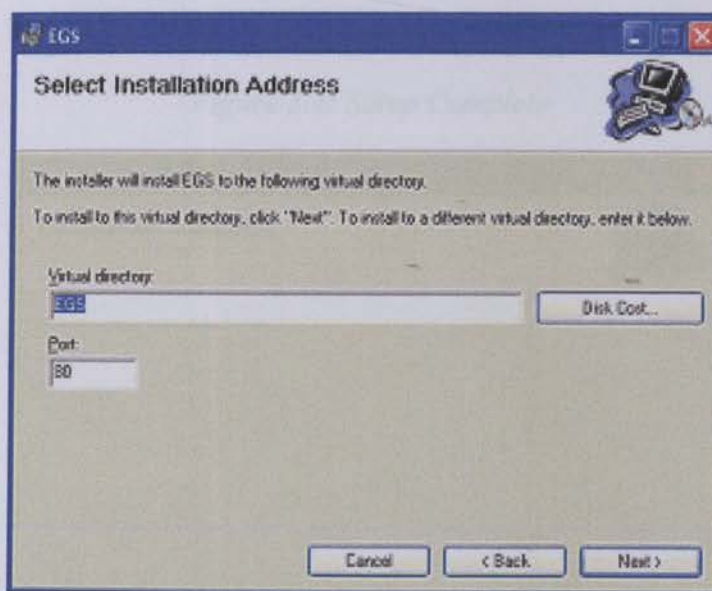 EGS
Select Installation Address
The installer will install EGS to the following virtual directory.
To install to this virtual directory, click "Next". To install to a different virtual directory, enter it below.
Virtual directory:
EGS
Disk Cost...
Port:
80
Cancel
< Back
Next >